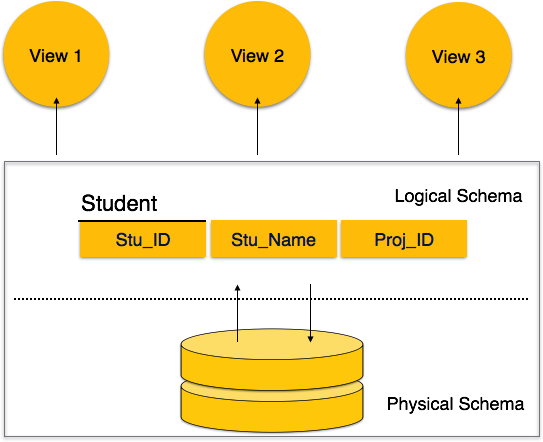 View 1
View 2
View 3
Logical Schema
Student
Stu_ID
Stu_Name
Proj_ID
Physical Schema